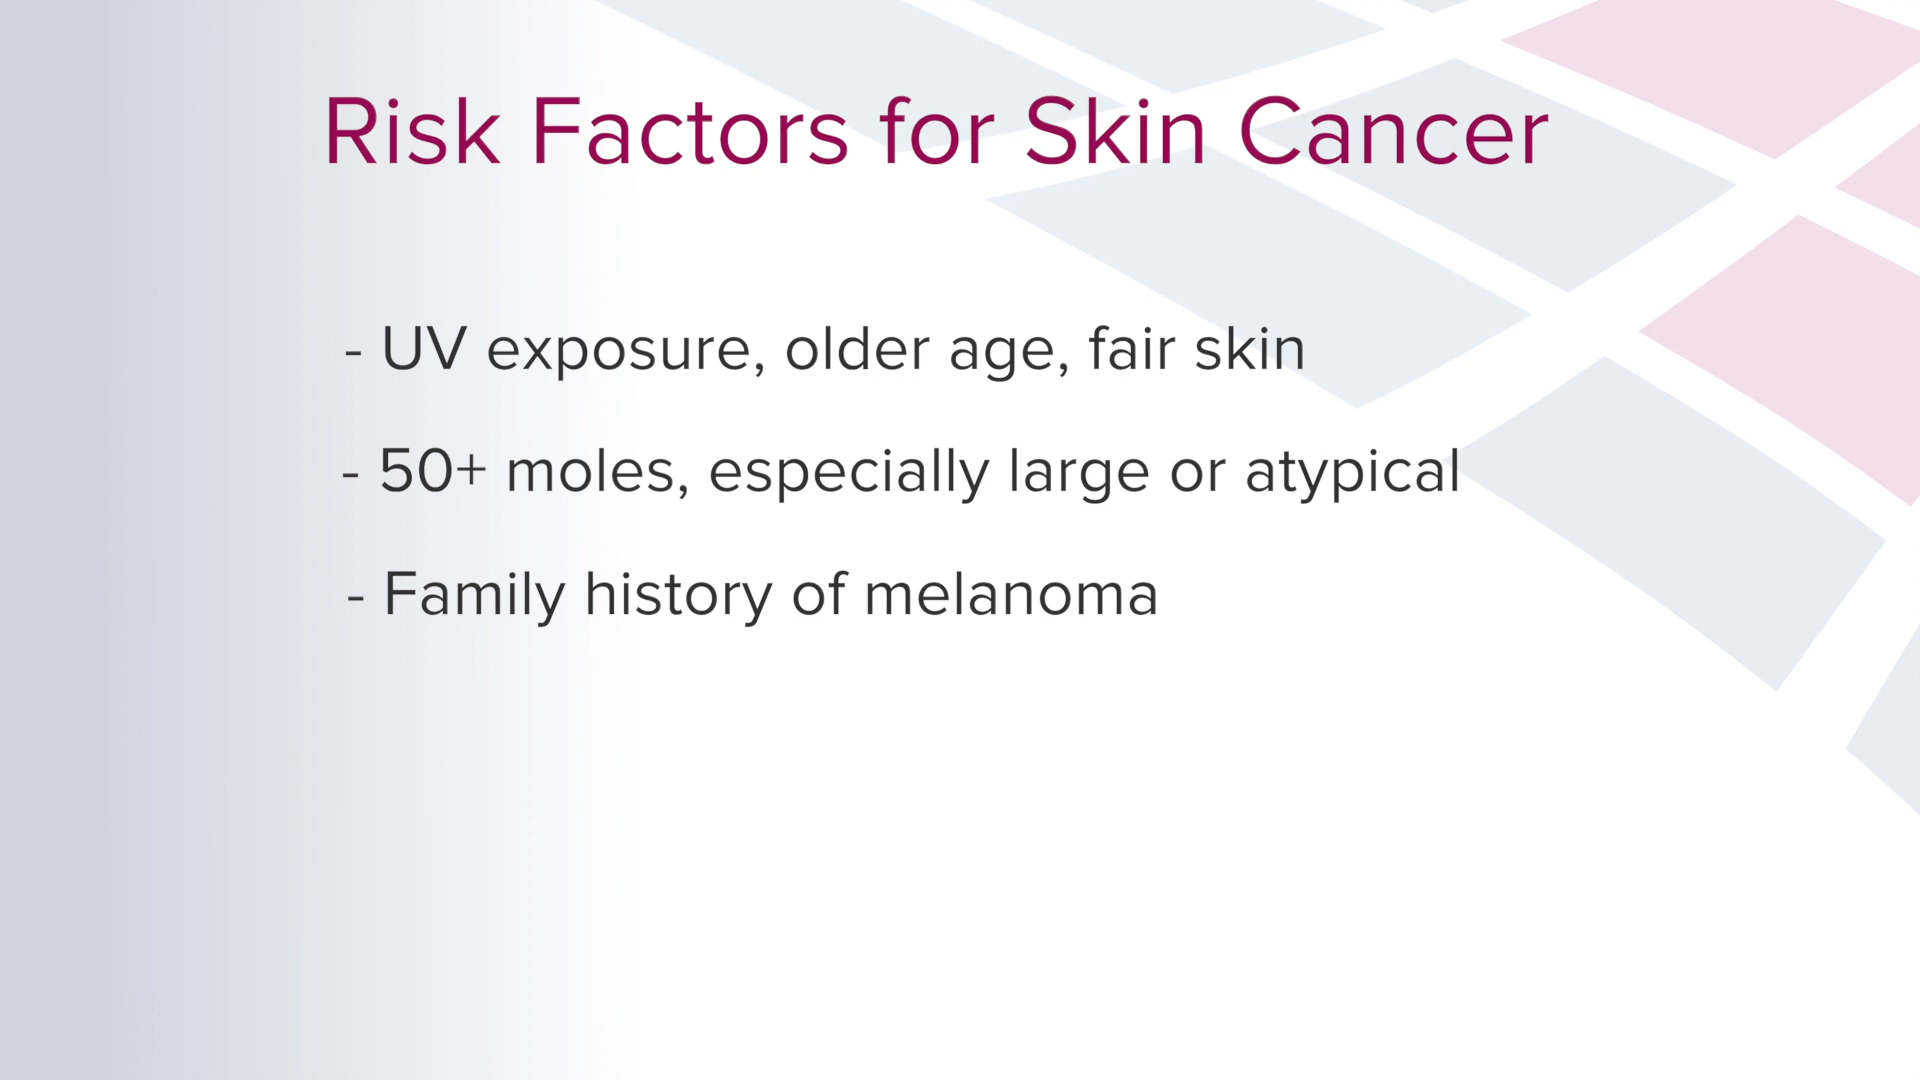 Risk Factors for Skin Cancer
- UV exposure, older age, fair skin
- 50+ moles, especially large or atypical
- Family history of melanoma